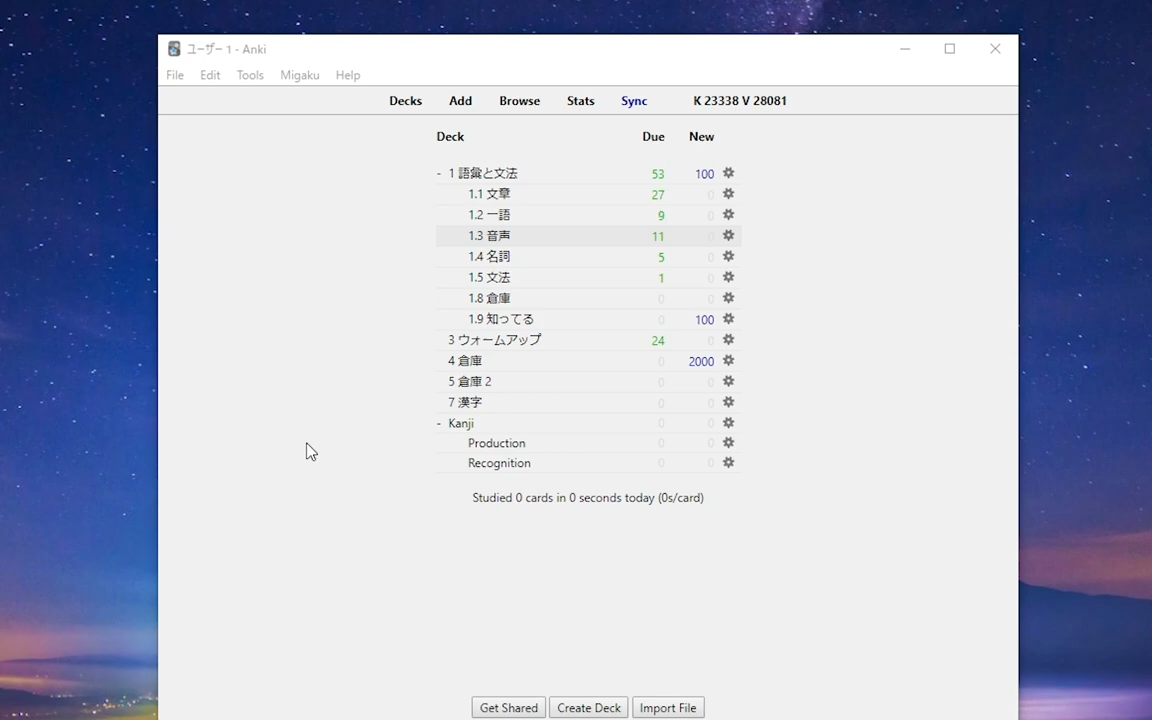 ユーザー 1 - Anki
File Edit Tools Migaku Help
Decks Add Browse Stats Sync K 23338 V 28081
Deck Due New
- 1 語彙と文法 53 100
1.1 文章 27 0
1.2 一語 9 0
1.3 音声 11 0
1.4 名詞 5 0
1.5 文法 1 0
1.8 倉庫 0 0
1.9 知ってる 0 100
3 ウォームアップ 24 0
4 倉庫 0 2000
5 倉庫 2 0 0
7 漢字 0 0
- Kanji 0 0
Production 0 0
Recognition 0 0
Studied 0 cards in 0 seconds today (0s/card)
Get Shared Create Deck Import File